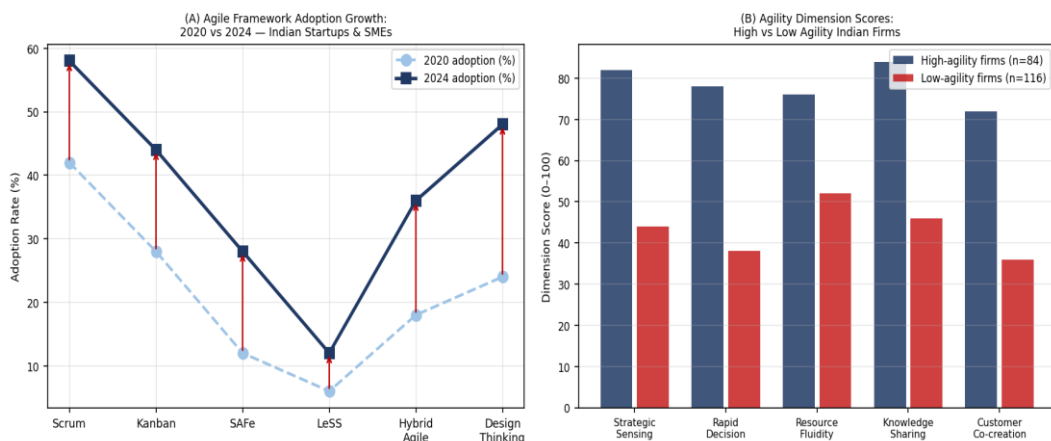 (A) Agile Framework Adoption Growth:
2020 vs 2024 — Indian Startups & SMEs
60
50
40
30
20
10
Adoption Rate (%)
2020 adoption (%)
2024 adoption (%)
Scrum
Kanban
SAFe
LeSS
Hybrid
Agile
Design
Thinking
(B) Agility Dimension Scores:
High vs Low Agility Indian Firms
80
70
60
50
40
30
20
10
0
Dimension Score (0–100)
High-agility firms (n=84)
Low-agility firms (n=116)
Strategic
Sensing
Rapid
Decision
Resource
Fluidity
Knowledge
Sharing
Customer
Co-creation